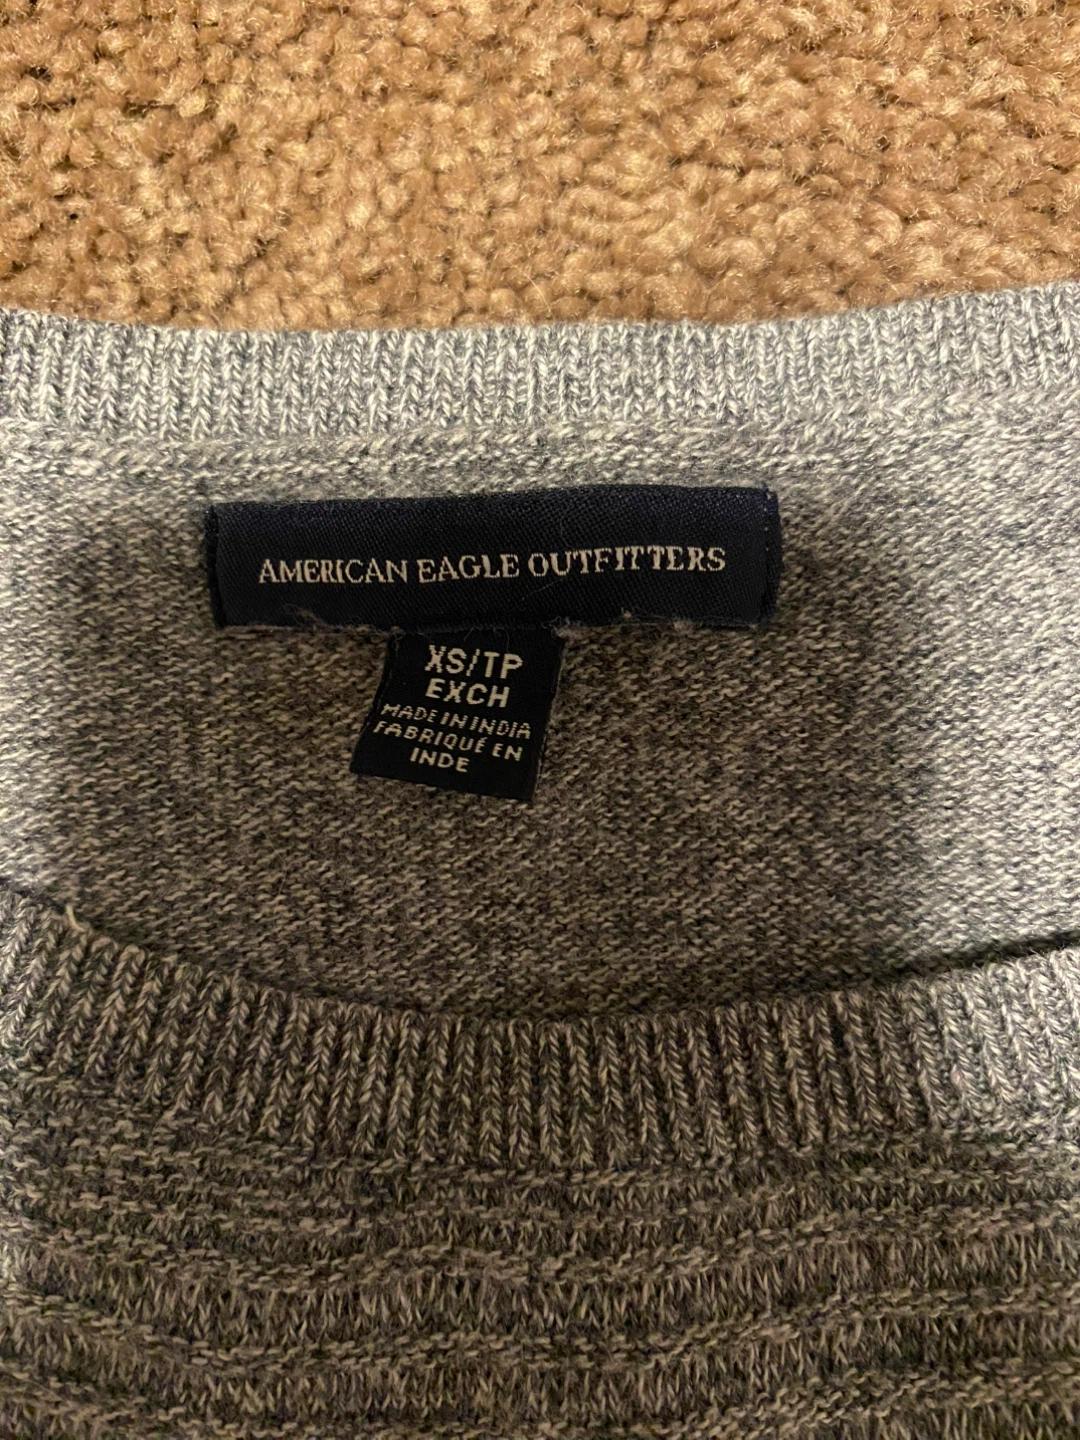 AMERICAN EAGLE OUTFITTERS
XS/TP
EXCH
MADE IN INDIA
FABRIQUÉ EN
INDE